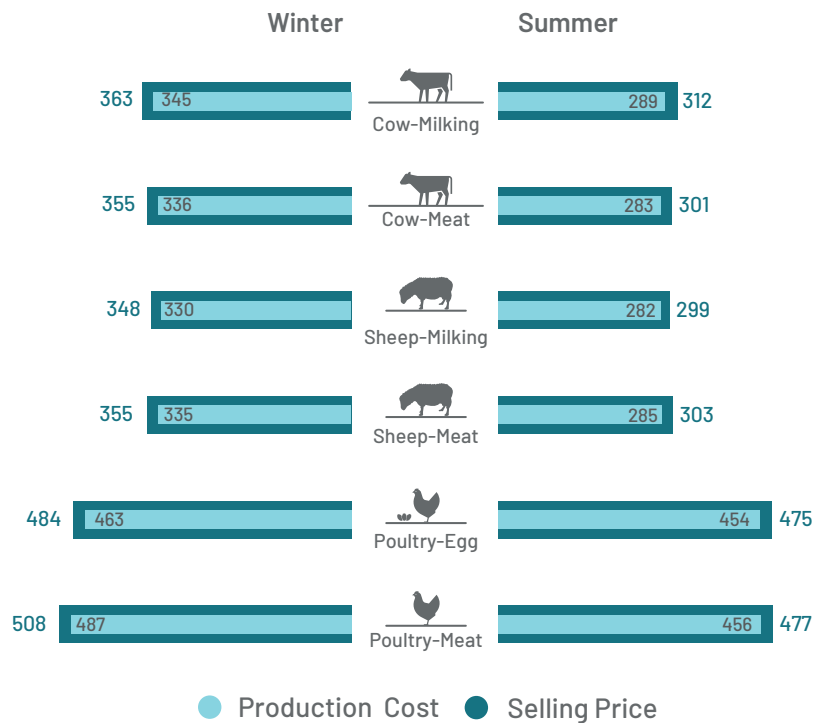 Winter Summer
363 345 289 312
Cow-Milking
355 336 283 301
Cow-Meat
348 330 282 299
Sheep-Milking
355 335 285 303
Sheep-Meat
484 463 454 475
Poultry-Egg
508 487 456 477
Poultry-Meat
Production Cost Selling Price